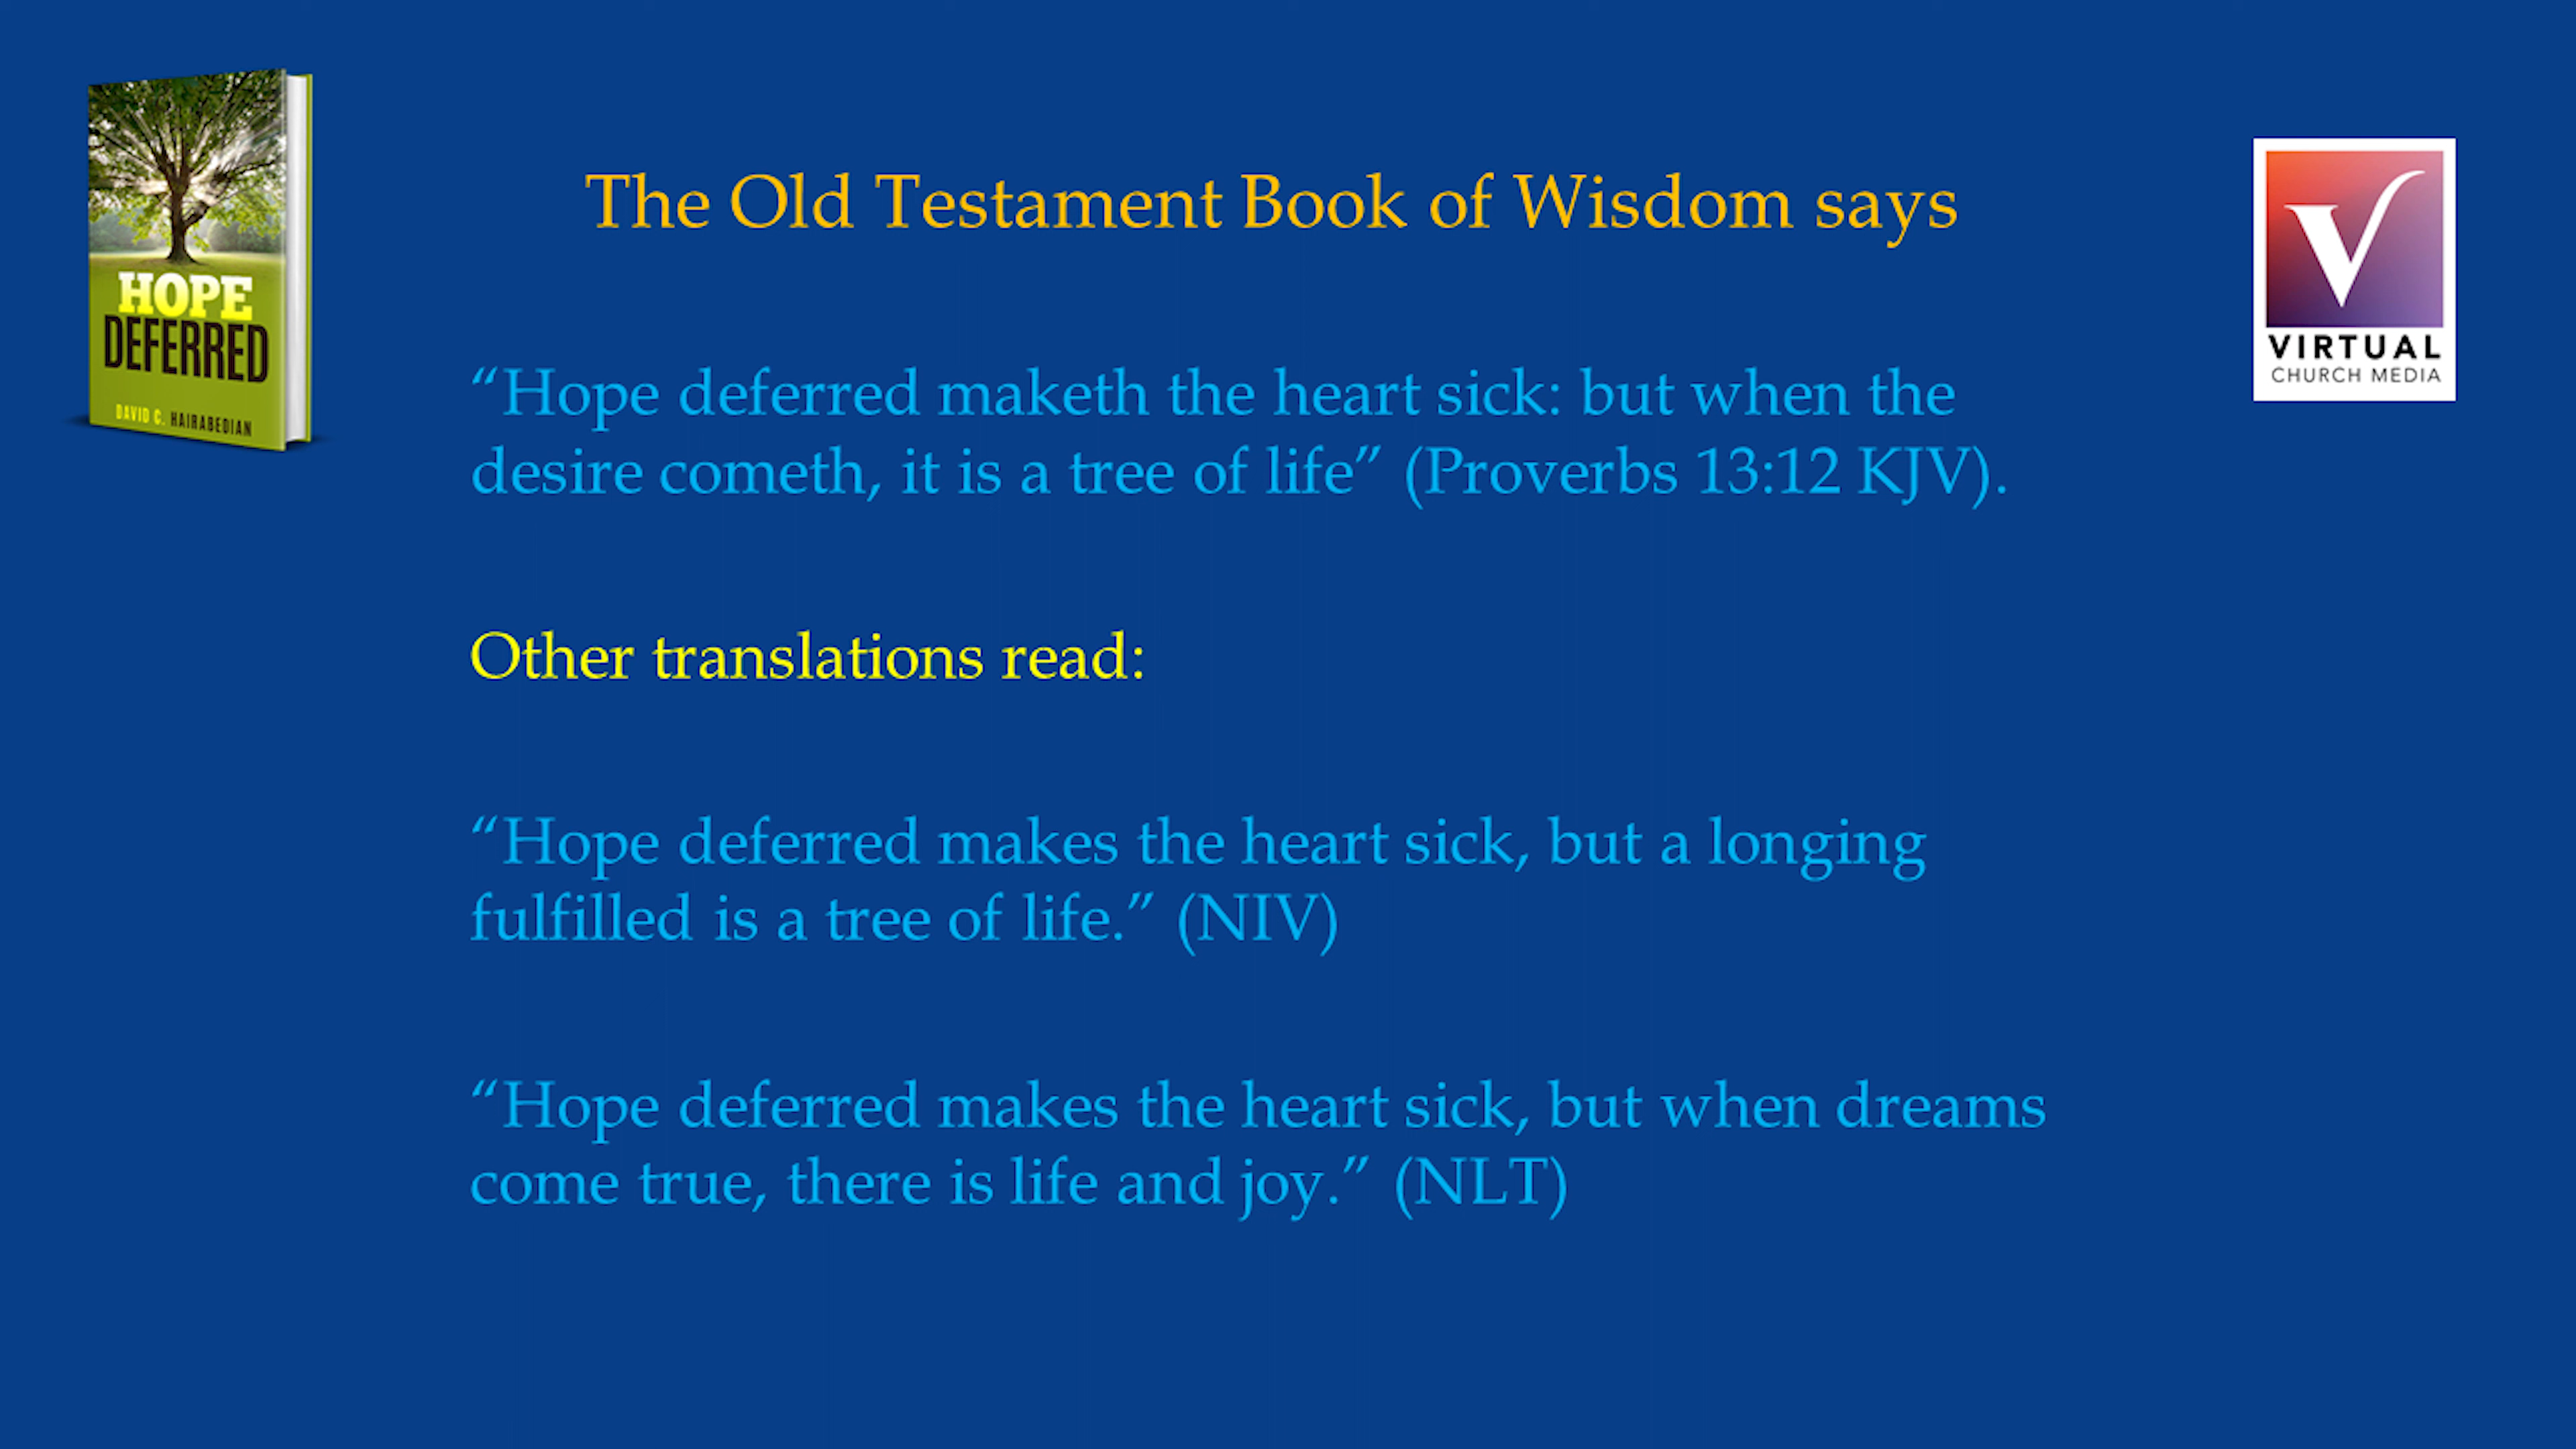 HOPE
DEFERRED
DAVID C. HAIRABEDIAN
The Old Testament Book of Wisdom says
V
VIRTUAL
CHURCH MEDIA
“Hope deferred maketh the heart sick: but when the
desire cometh, it is a tree of life” (Proverbs 13:12 KJV).
Other translations read:
“Hope deferred makes the heart sick, but a longing
fulfilled is a tree of life.” (NIV)
“Hope deferred makes the heart sick, but when dreams
come true, there is life and joy.” (NLT)